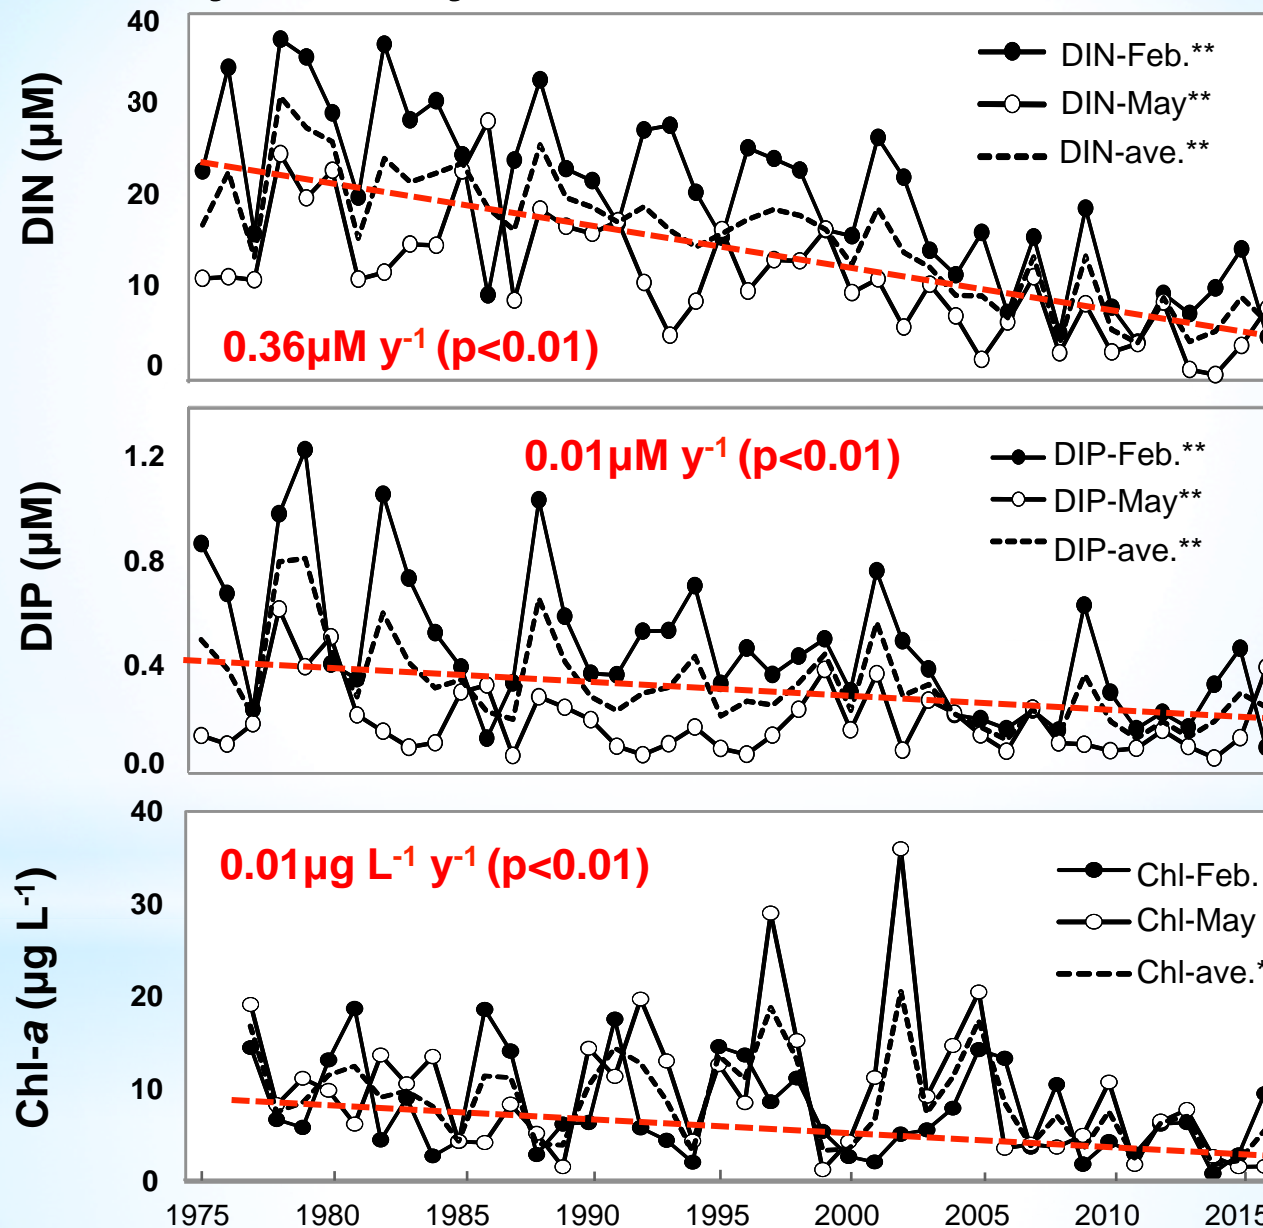 40
30
20
10
0
DIN (µM)
DIN-Feb.**
DIN-May**
DIN-ave.**
0.36µM y-1 (p<0.01)
1.2
0.8
0.4
0.0
DIP (µM)
0.01µM y-1 (p<0.01)
DIP-Feb.**
DIP-May**
DIP-ave.**
40
30
20
10
0
Chl-a (µg L-1)
0.01µg L-1 y-1 (p<0.01)
Chl-Feb.
Chl-May
Chl-ave.*
1975 1980 1985 1990 1995 2000 2005 2010 2015